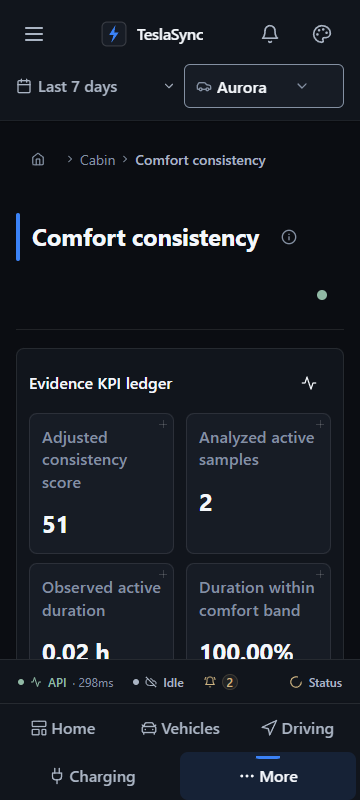 TeslaSync
Last 7 days
Aurora
Cabin
Comfort consistency
Comfort consistency
Evidence KPI ledger
Adjusted consistency score
51
Analyzed active samples
2
Observed active duration
0.02 h
Duration within comfort band
100.00%
API · 298ms
Idle
2
Status
Home
Vehicles
Driving
Charging
More